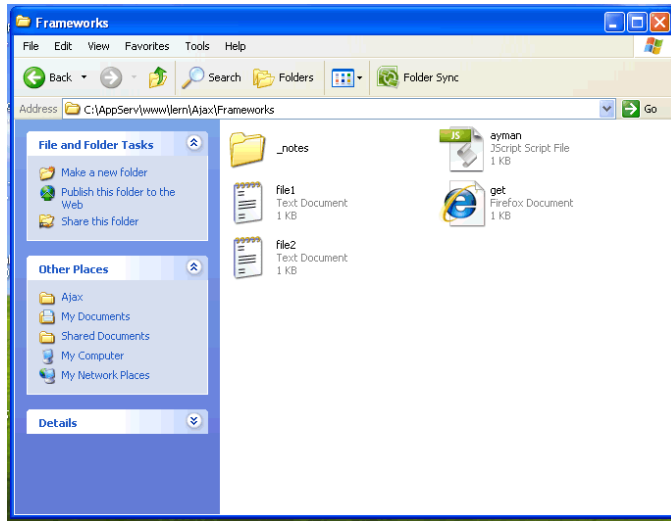 Frameworks
File Edit View Favorites Tools Help
Back Search Folders Folder Sync
Address C:\AppServ\www\lern\Ajax\Frameworks Go
File and Folder Tasks
Make a new folder
Publish this folder to the
Web
Share this folder
Other Places
Ajax
My Documents
Shared Documents
My Computer
My Network Places
Details
_notes
file1
Text Document
1 KB
file2
Text Document
1 KB
JS
ayman
JScript Script File
1 KB
get
Firefox Document
1 KB